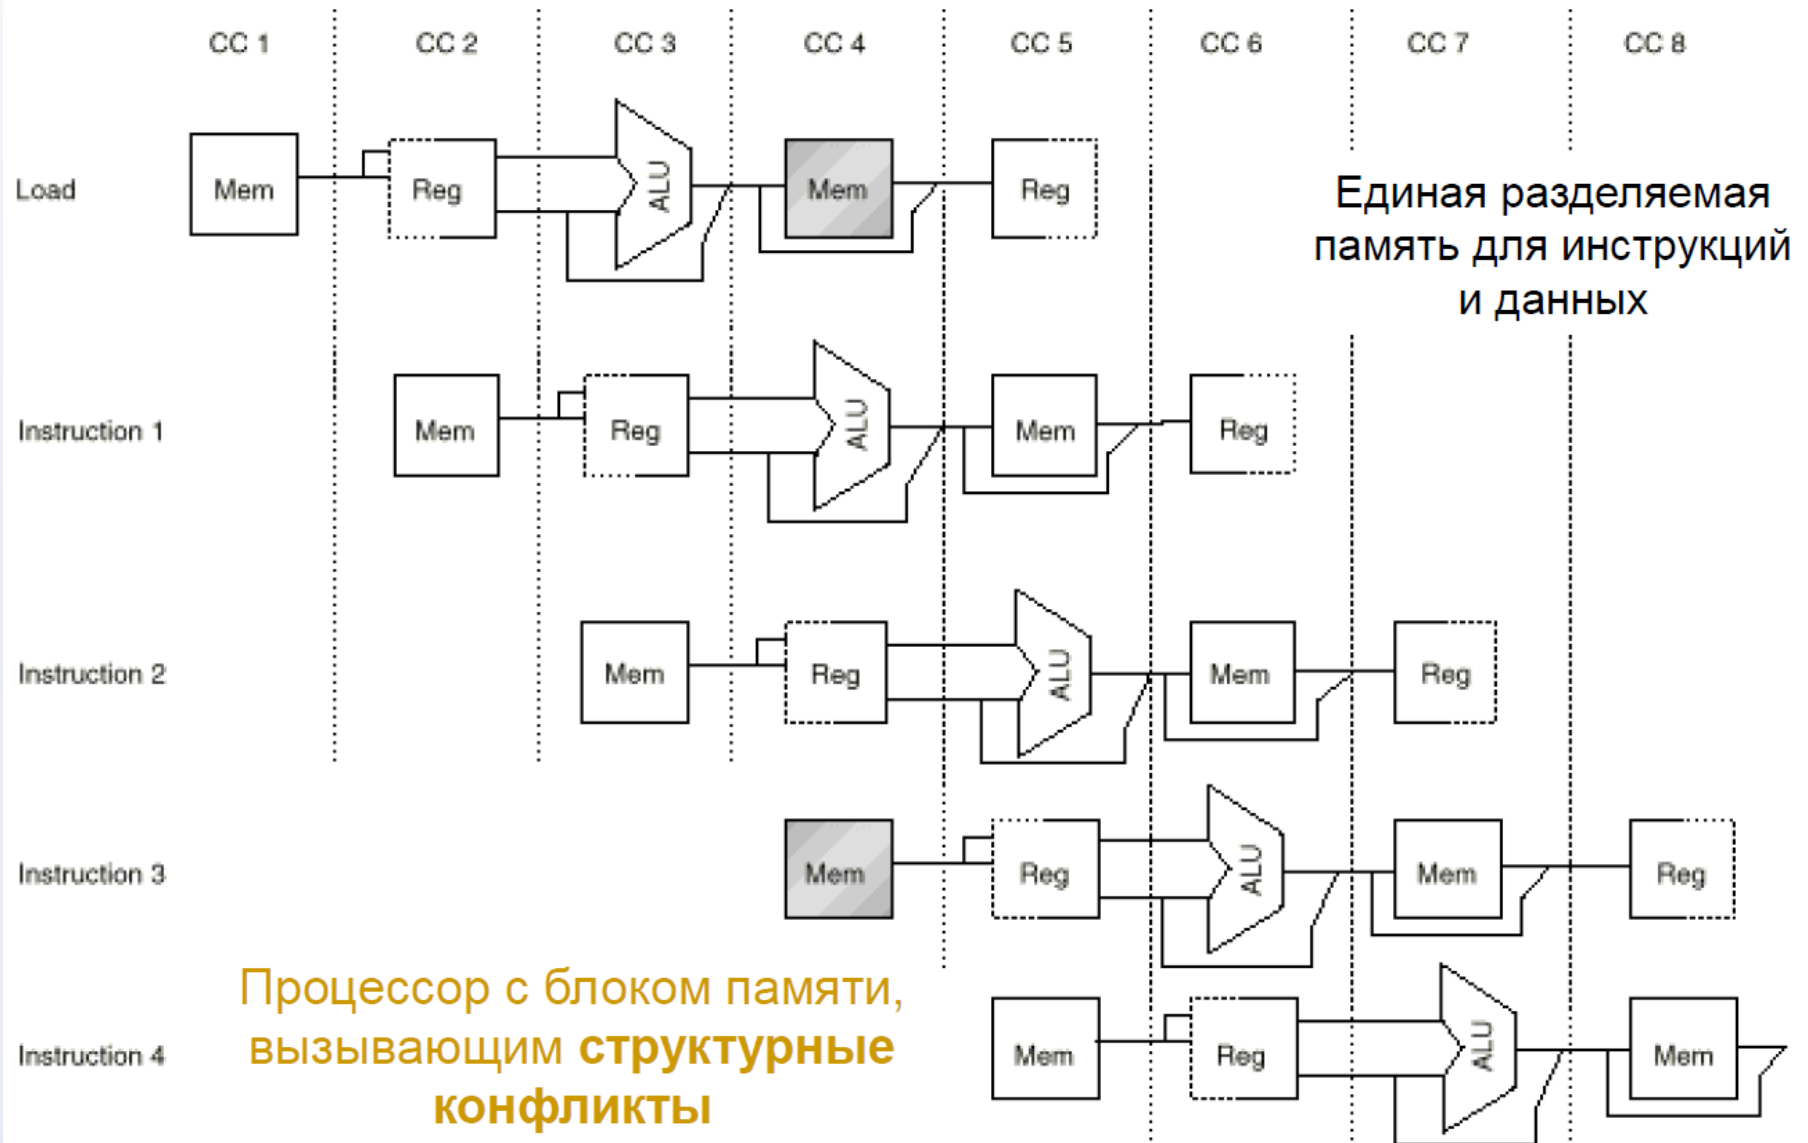 CC 1 CC 2 CC 3 CC 4 CC 5 CC 6 CC 7 CC 8
Load Mem Reg ALU Mem Reg
Единая разделяемая
память для инструкций
и данных
Instruction 1 Mem Reg ALU Mem Reg
Instruction 2 Mem Reg ALU Mem Reg
Instruction 3 Mem Reg ALU Mem Reg
Процессор с блоком памяти,
вызывающим структурные
конфликты
Instruction 4 Mem Reg ALU Mem